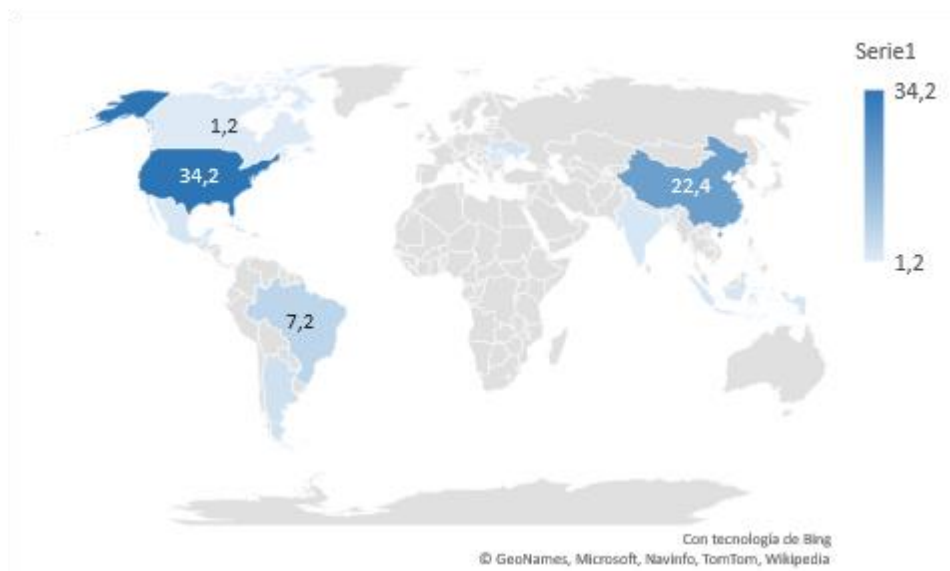 Serie1
34,2
1,2
1,2
34,2
22,4
7,2
Con tecnología de Bing
© GeoNames, Microsoft, Navinfo, TomTom, Wikipedia